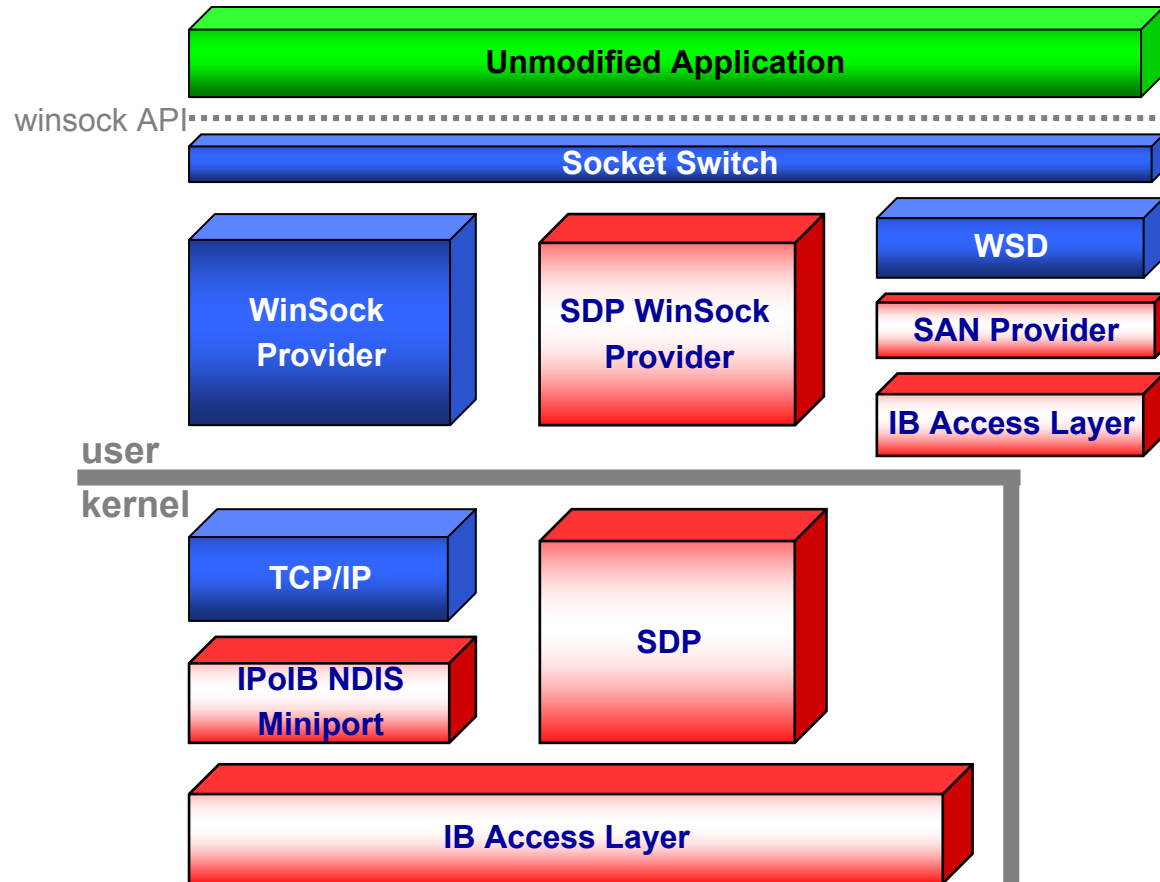 Unmodified Application
winsock API
Socket Switch
WinSock
Provider
SDP WinSock
Provider
WSD
SAN Provider
IB Access Layer
user
kernel
TCP/IP
IPoIB NDIS
Miniport
SDP
IB Access Layer